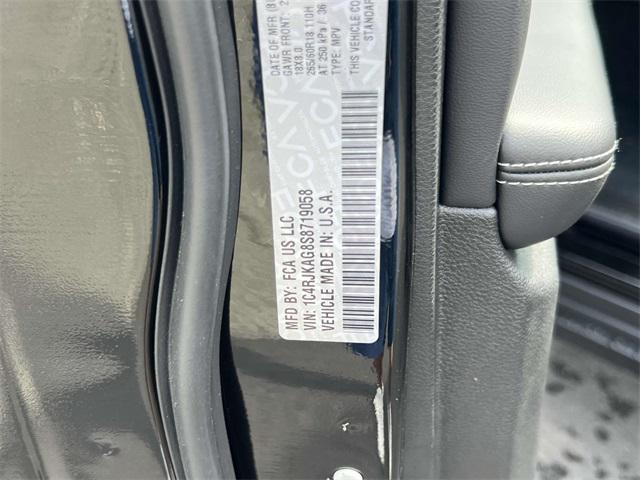 MFD BY: FCA US LLC
DATE OF MFR
GAWR FRONT:
18X8.0
265/60R18 110H
AT 250 kPa / 36
VIN: 1C4RJKAG8S8719058
TYPE: MPV
VEHICLE MADE IN: U.S.A.
THIS VEHICLE CO
STANDAR